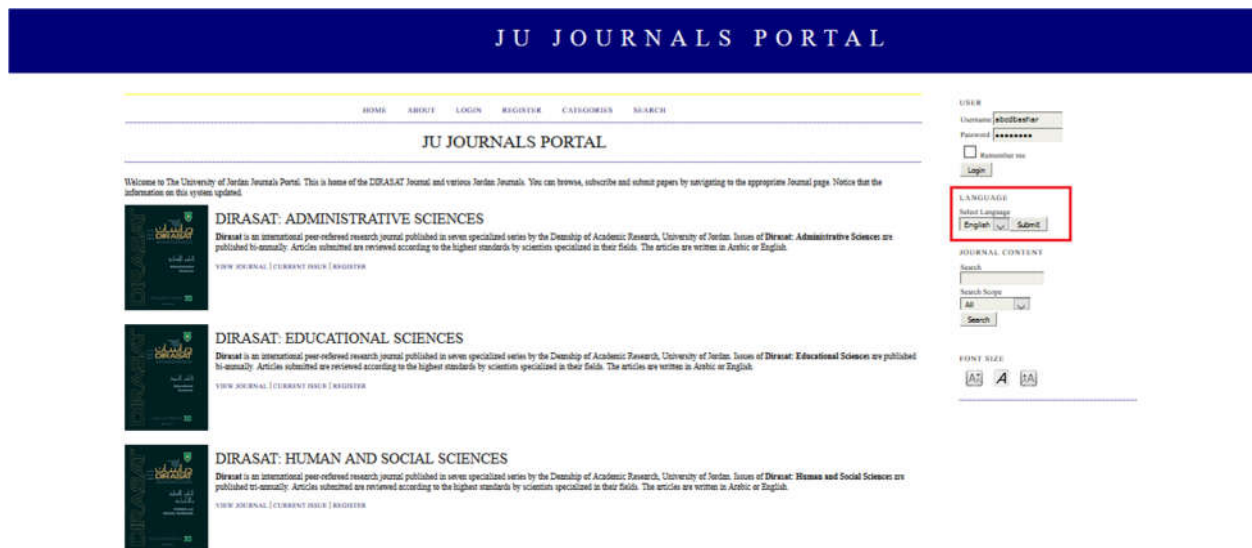 JU JOURNALS PORTAL
HOME ABOUT LOGIN REGISTER CATEGORIES SEARCH
JU JOURNALS PORTAL
Welcome to The University of Jordan Journals Portal. This is home of the DIRASAT Journal and various Jordan Journals. You can browse, subscribe and submit papers by navigating to the appropriate Journal page. Notice that the
information on this system updated.
دراسات
DIRASAT
DIRASAT: ADMINISTRATIVE SCIENCES
Dirasat is an international peer-refereed research journal published in seven specialized series by the Deanship of Academic Research, University of Jordan. Issues of Dirasat: Administrative Sciences are
published bi-annually. Articles submitted are reviewed according to the highest standards by scientists specialized in their fields. The articles are written in Arabic or English.
VIEW JOURNAL | CURRENT ISSUE | REGISTER
دراسات
DIRASAT
DIRASAT: EDUCATIONAL SCIENCES
Dirasat is an international peer-refereed research journal published in seven specialized series by the Deanship of Academic Research, University of Jordan. Issues of Dirasat: Educational Sciences are published
bi-annually. Articles submitted are reviewed according to the highest standards by scientists specialized in their fields. The articles are written in Arabic or English.
VIEW JOURNAL | CURRENT ISSUE | REGISTER
دراسات
DIRASAT
DIRASAT: HUMAN AND SOCIAL SCIENCES
Dirasat is an international peer-refereed research journal published in seven specialized series by the Deanship of Academic Research, University of Jordan. Issues of Dirasat: Human and Social Sciences are
published tri-annually. Articles submitted are reviewed according to the highest standards by scientists specialized in their fields. The articles are written in Arabic or English.
VIEW JOURNAL | CURRENT ISSUE | REGISTER
USER
Username abodbashar
Password ••••••••
Remember me
Login
LANGUAGE
Select Language
English Submit
JOURNAL CONTENT
Search
Search Scope
All
Search
FONT SIZE